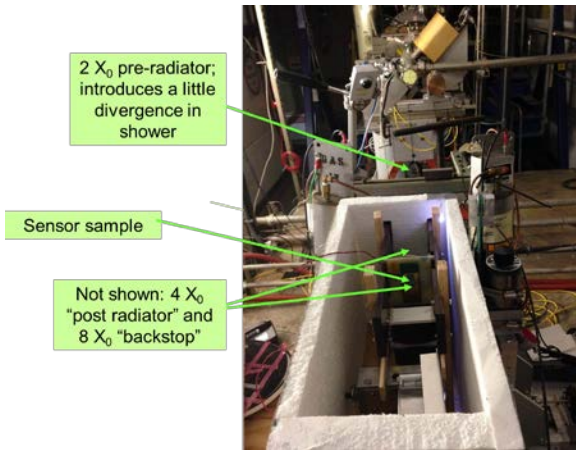 2 X₀ pre-radiator;
introduces a little
divergence in
shower
Sensor sample
Not shown: 4 X₀
“post radiator” and
8 X₀ “backstop”